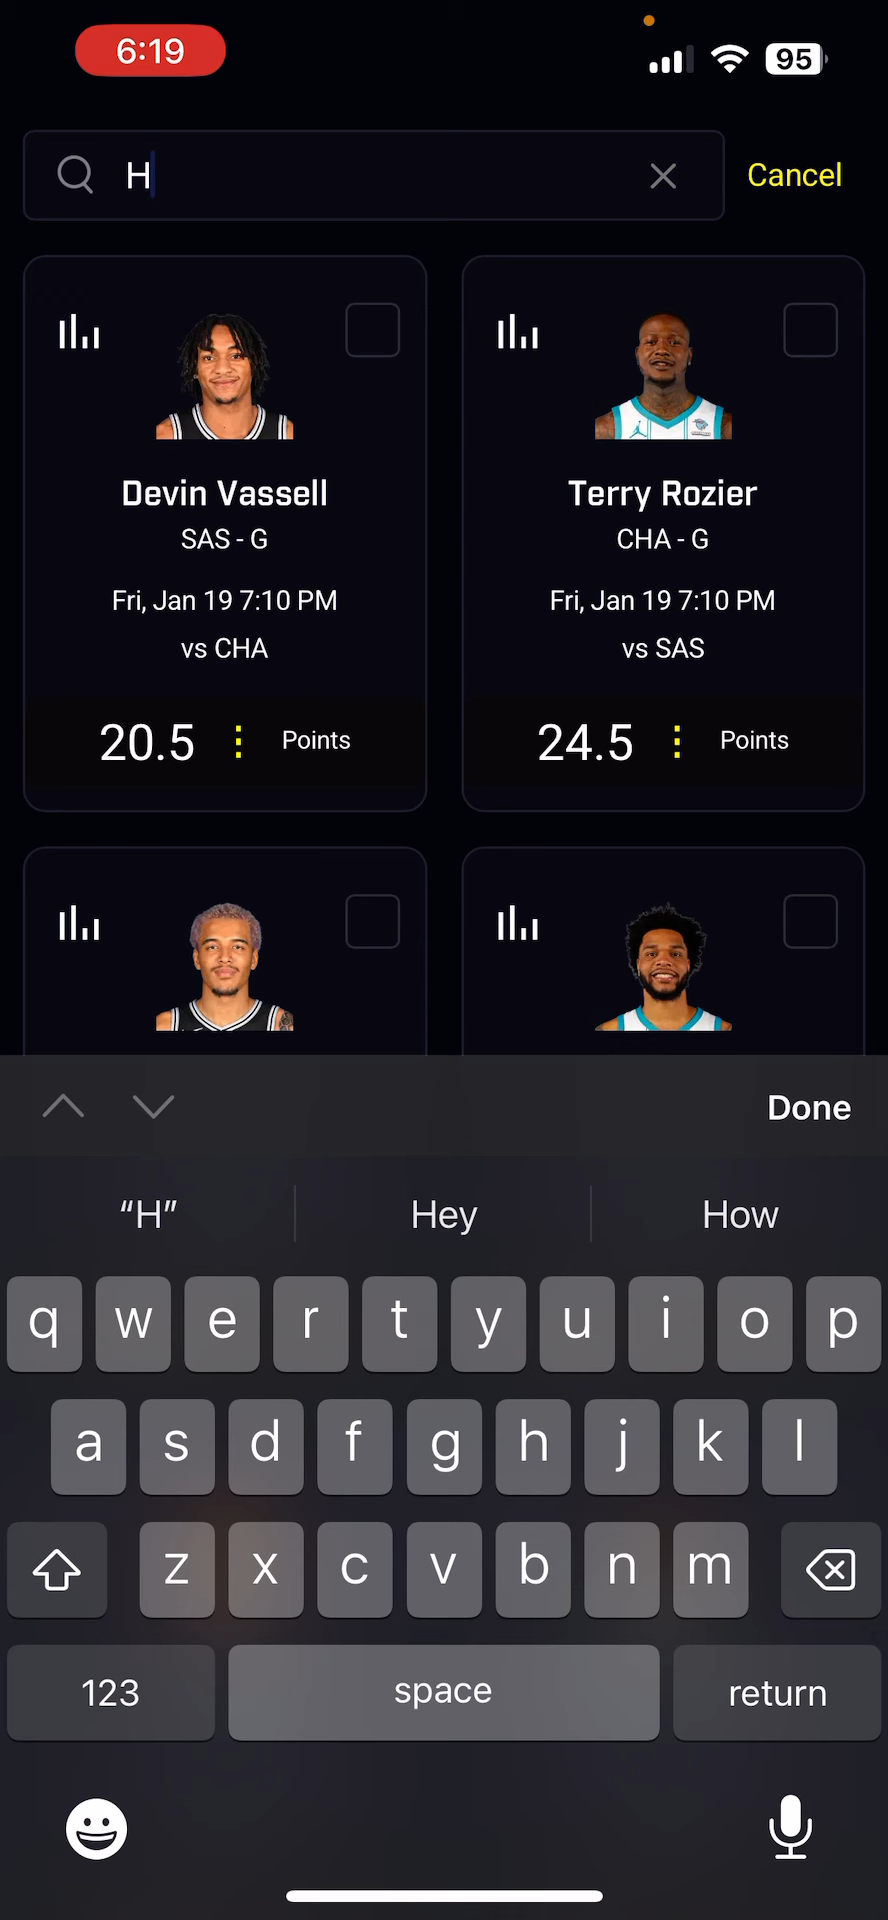 6:19
95
H
Cancel
Devin Vassell
SAS - G
Fri, Jan 19 7:10 PM
vs CHA
20.5
Points
Terry Rozier
CHA - G
Fri, Jan 19 7:10 PM
vs SAS
24.5
Points
Done
“H”
Hey
How
q w e r t y u i o p
a s d f g h j k l
z x c v b n m
123
space
return